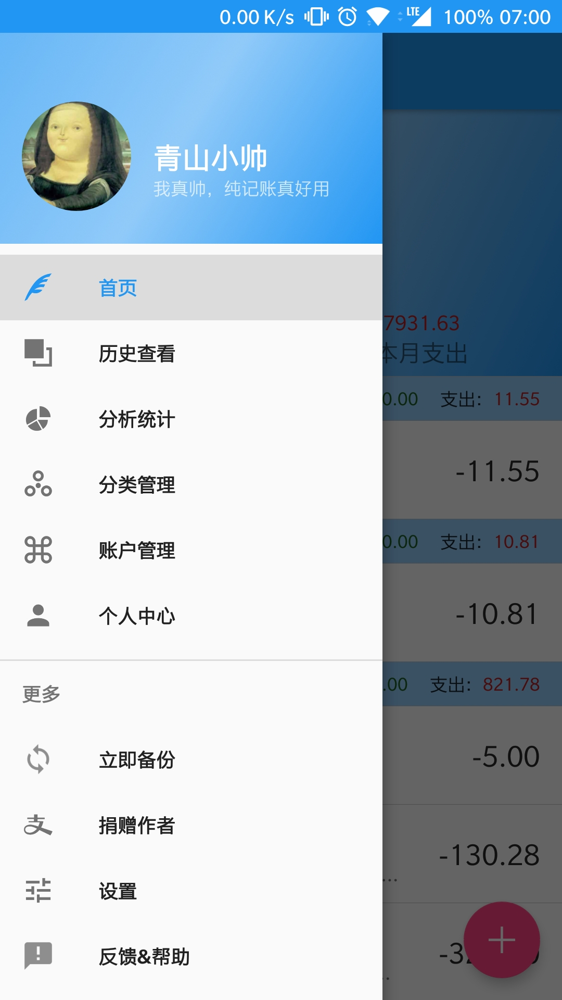 0.00 K/s LTE 100% 07:00
青山小帅
我真帅，纯记账真好用
首页
7931.63
历史查看
本月支出
0.00 支出： 11.55
分析统计
-11.55
分类管理
0.00 支出： 10.81
账户管理
-10.81
个人中心
.00 支出： 821.78
更多
立即备份
-5.00
捐赠作者
-130.28
...
设置
反馈&帮助